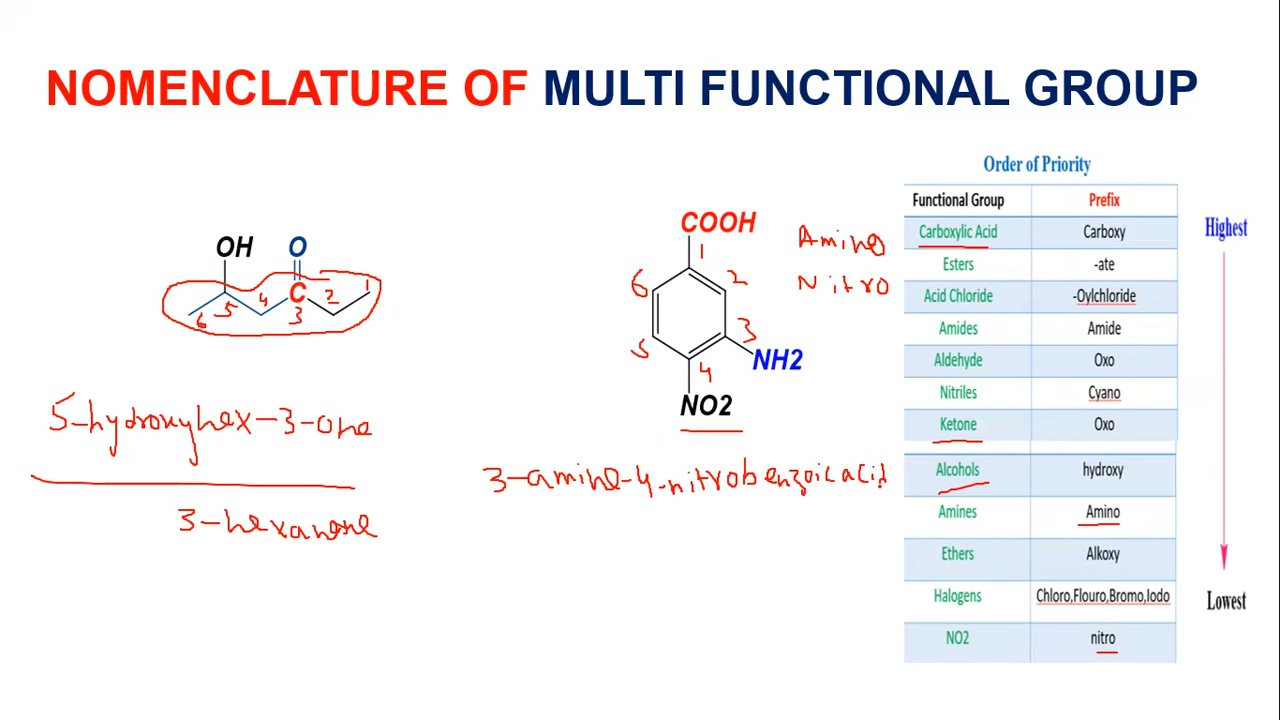 NOMENCLATURE OF MULTI FUNCTIONAL GROUP
OH O
C
6 5 4 3 2 1
5-hydroxyhex-3-one
3-hexanone
COOH
1
6 2
5 3
4
NH2
NO2
Amino
Nitro
3-amine-4-nitrobenzoic acid
Order of Priority
Functional Group Prefix
Carboxylic Acid Carboxy
Esters -ate
Acid Chloride -Oylchloride
Amides Amide
Aldehyde Oxo
Nitriles Cyano
Ketone Oxo
Alcohols hydroxy
Amines Amino
Ethers Alkoxy
Halogens Chloro,Flouro,Bromo,Iodo
NO2 nitro
Highest
Lowest